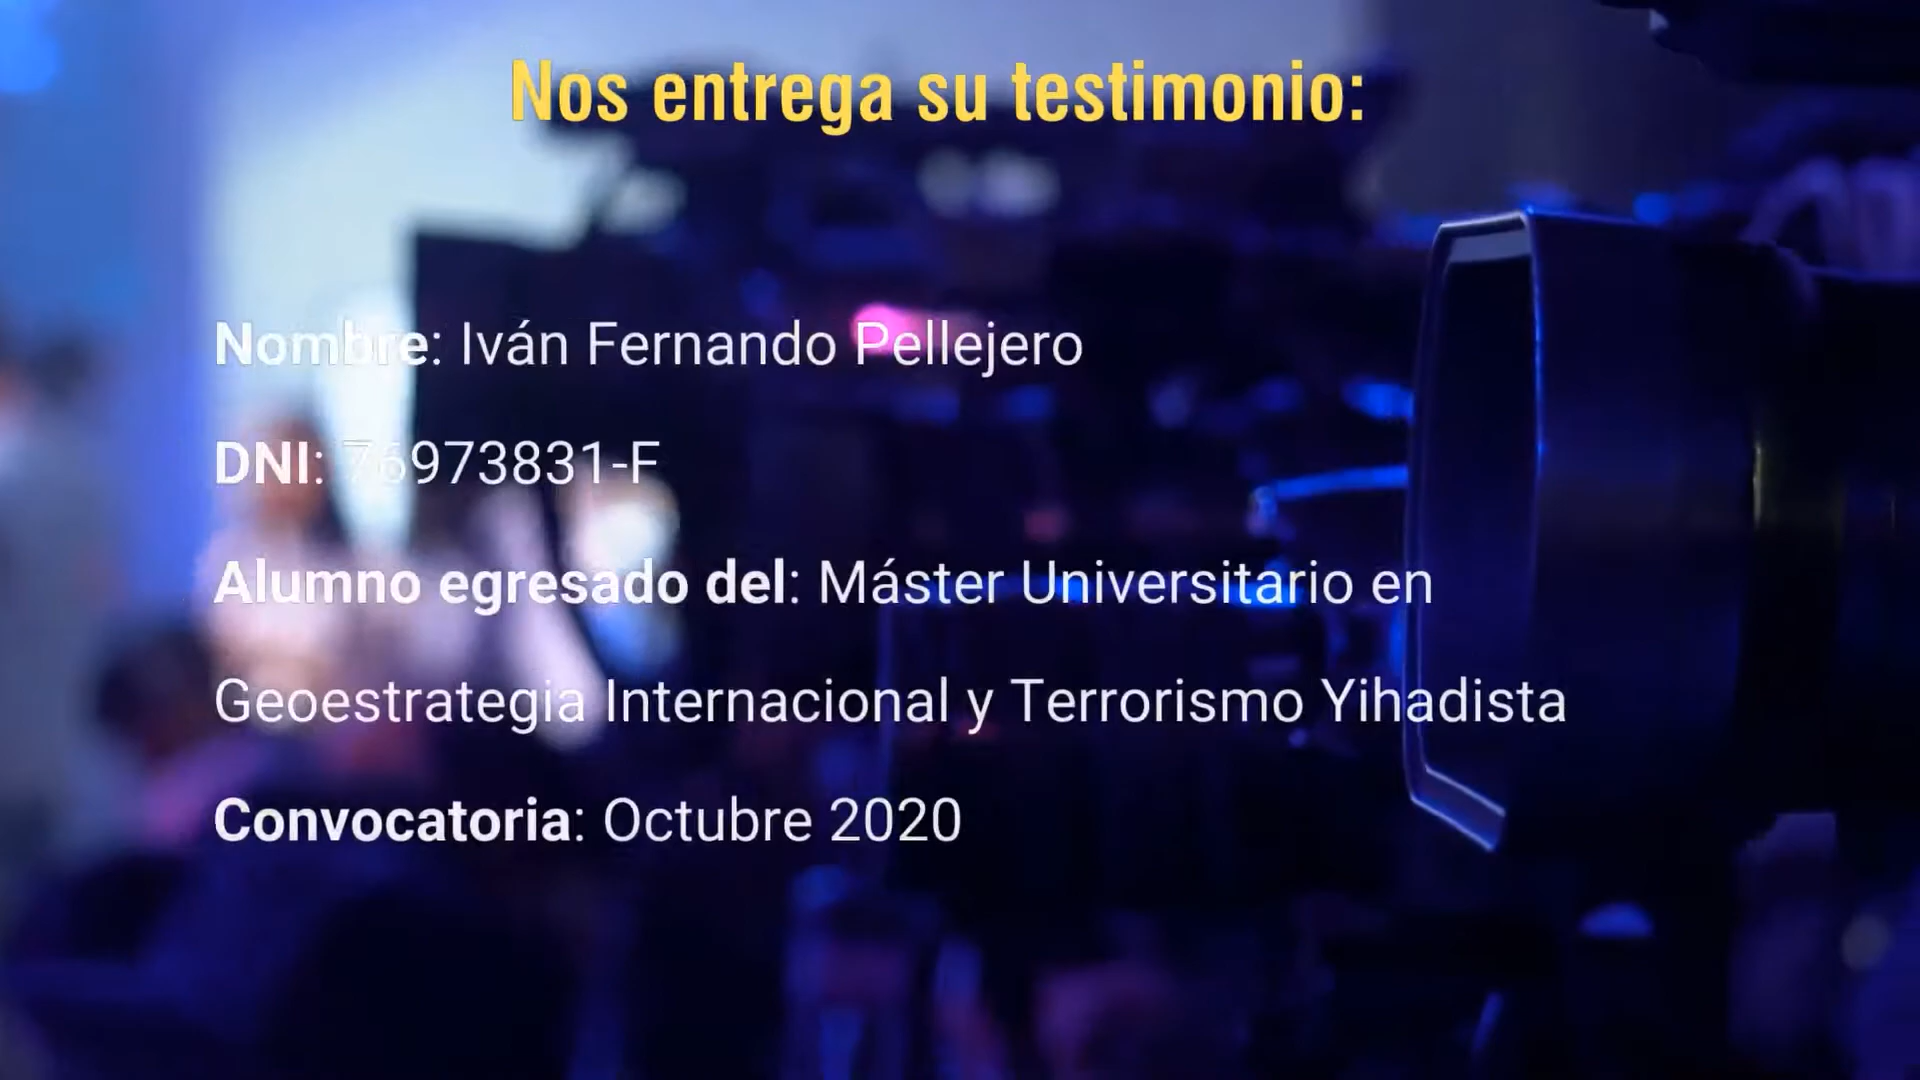 Nos entrega su testimonio:
Nombre: Iván Fernando Pellejero
DNI: 76973831-F
Alumno egresado del: Máster Universitario en
Geoestrategia Internacional y Terrorismo Yihadista
Convocatoria: Octubre 2020